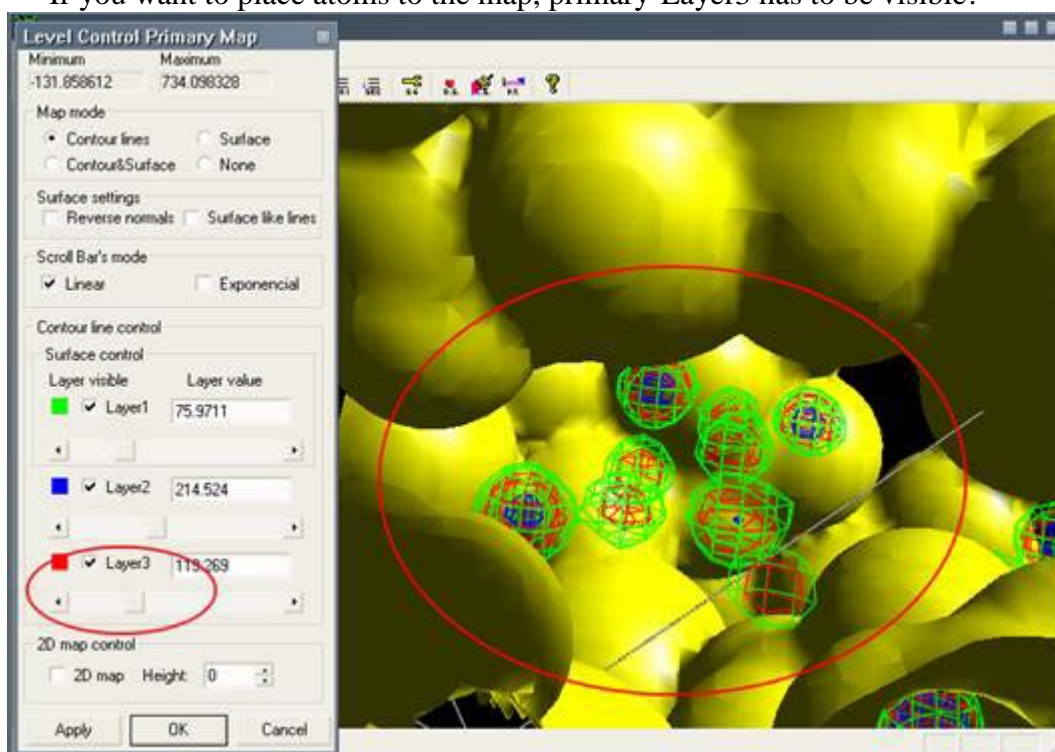 If you want to place atoms to the map, primary Layer3 has to be visible!
Level Control Primary Map
Minimum Maximum
-131.858612 734.098328
Map mode
Contour lines Surface
Contour&Surface None
Surface settings
Reverse normals Surface like lines
Scroll Bar's mode
Linear Exponencial
Contour line control
Surface control
Layer visible Layer value
Layer1 75.9711
Layer2 214.524
Layer3 119.269
2D map control
2D map Height 0
Apply OK Cancel